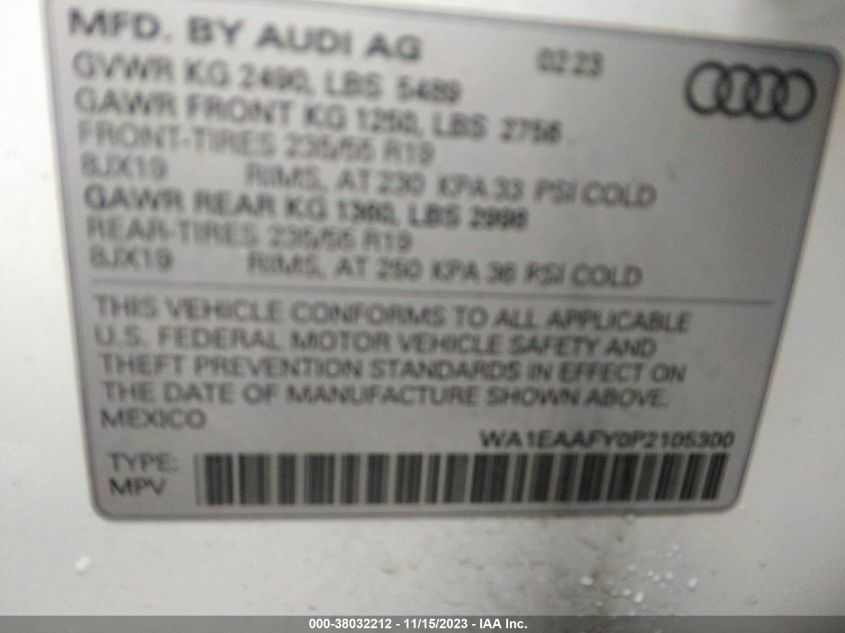 MFD. BY AUDI AG 02 23
GVWR KG 2490, LBS 5489
GAWR FRONT KG 1250, LBS 2756
FRONT-TIRES 235/55 R19
8JX19 RIMS, AT 230 KPA 33 PSI COLD
GAWR REAR KG 1360, LBS 2998
REAR-TIRES 235/55 R19
8JX19 RIMS, AT 250 KPA 36 PSI COLD
THIS VEHICLE CONFORMS TO ALL APPLICABLE
U.S. FEDERAL MOTOR VEHICLE SAFETY AND
THEFT PREVENTION STANDARDS IN EFFECT ON
THE DATE OF MANUFACTURE SHOWN ABOVE.
MEXICO
WA1EAAFY0P2105300
TYPE:
MPV
000-38032212 - 11/15/2023 - www.iaai.com/ca, Inc.